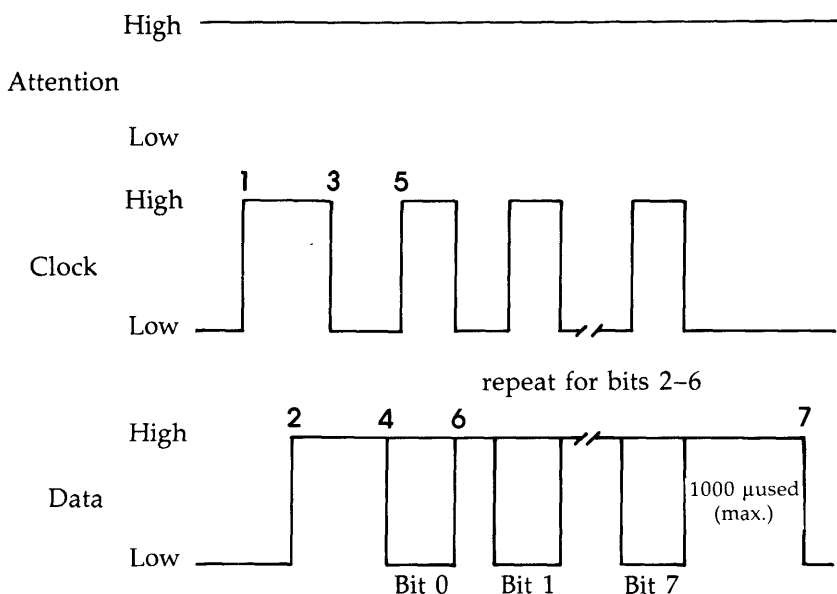 High
Attention
Low
1 3 5
High
Clock
Low
repeat for bits 2–6
2 4 6 7
High
1000 µused
(max.)
Data
Low
Bit 0 Bit 1 Bit 7